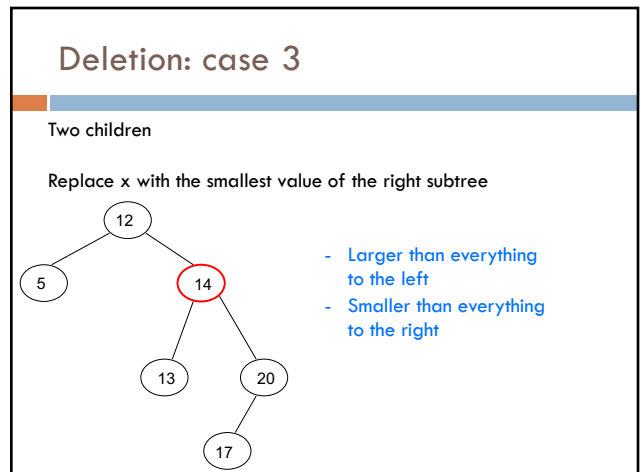 Deletion: case 3
Two children
Replace x with the smallest value of the right subtree
12
5
14
13
20
17
- Larger than everything
to the left
- Smaller than everything
to the right